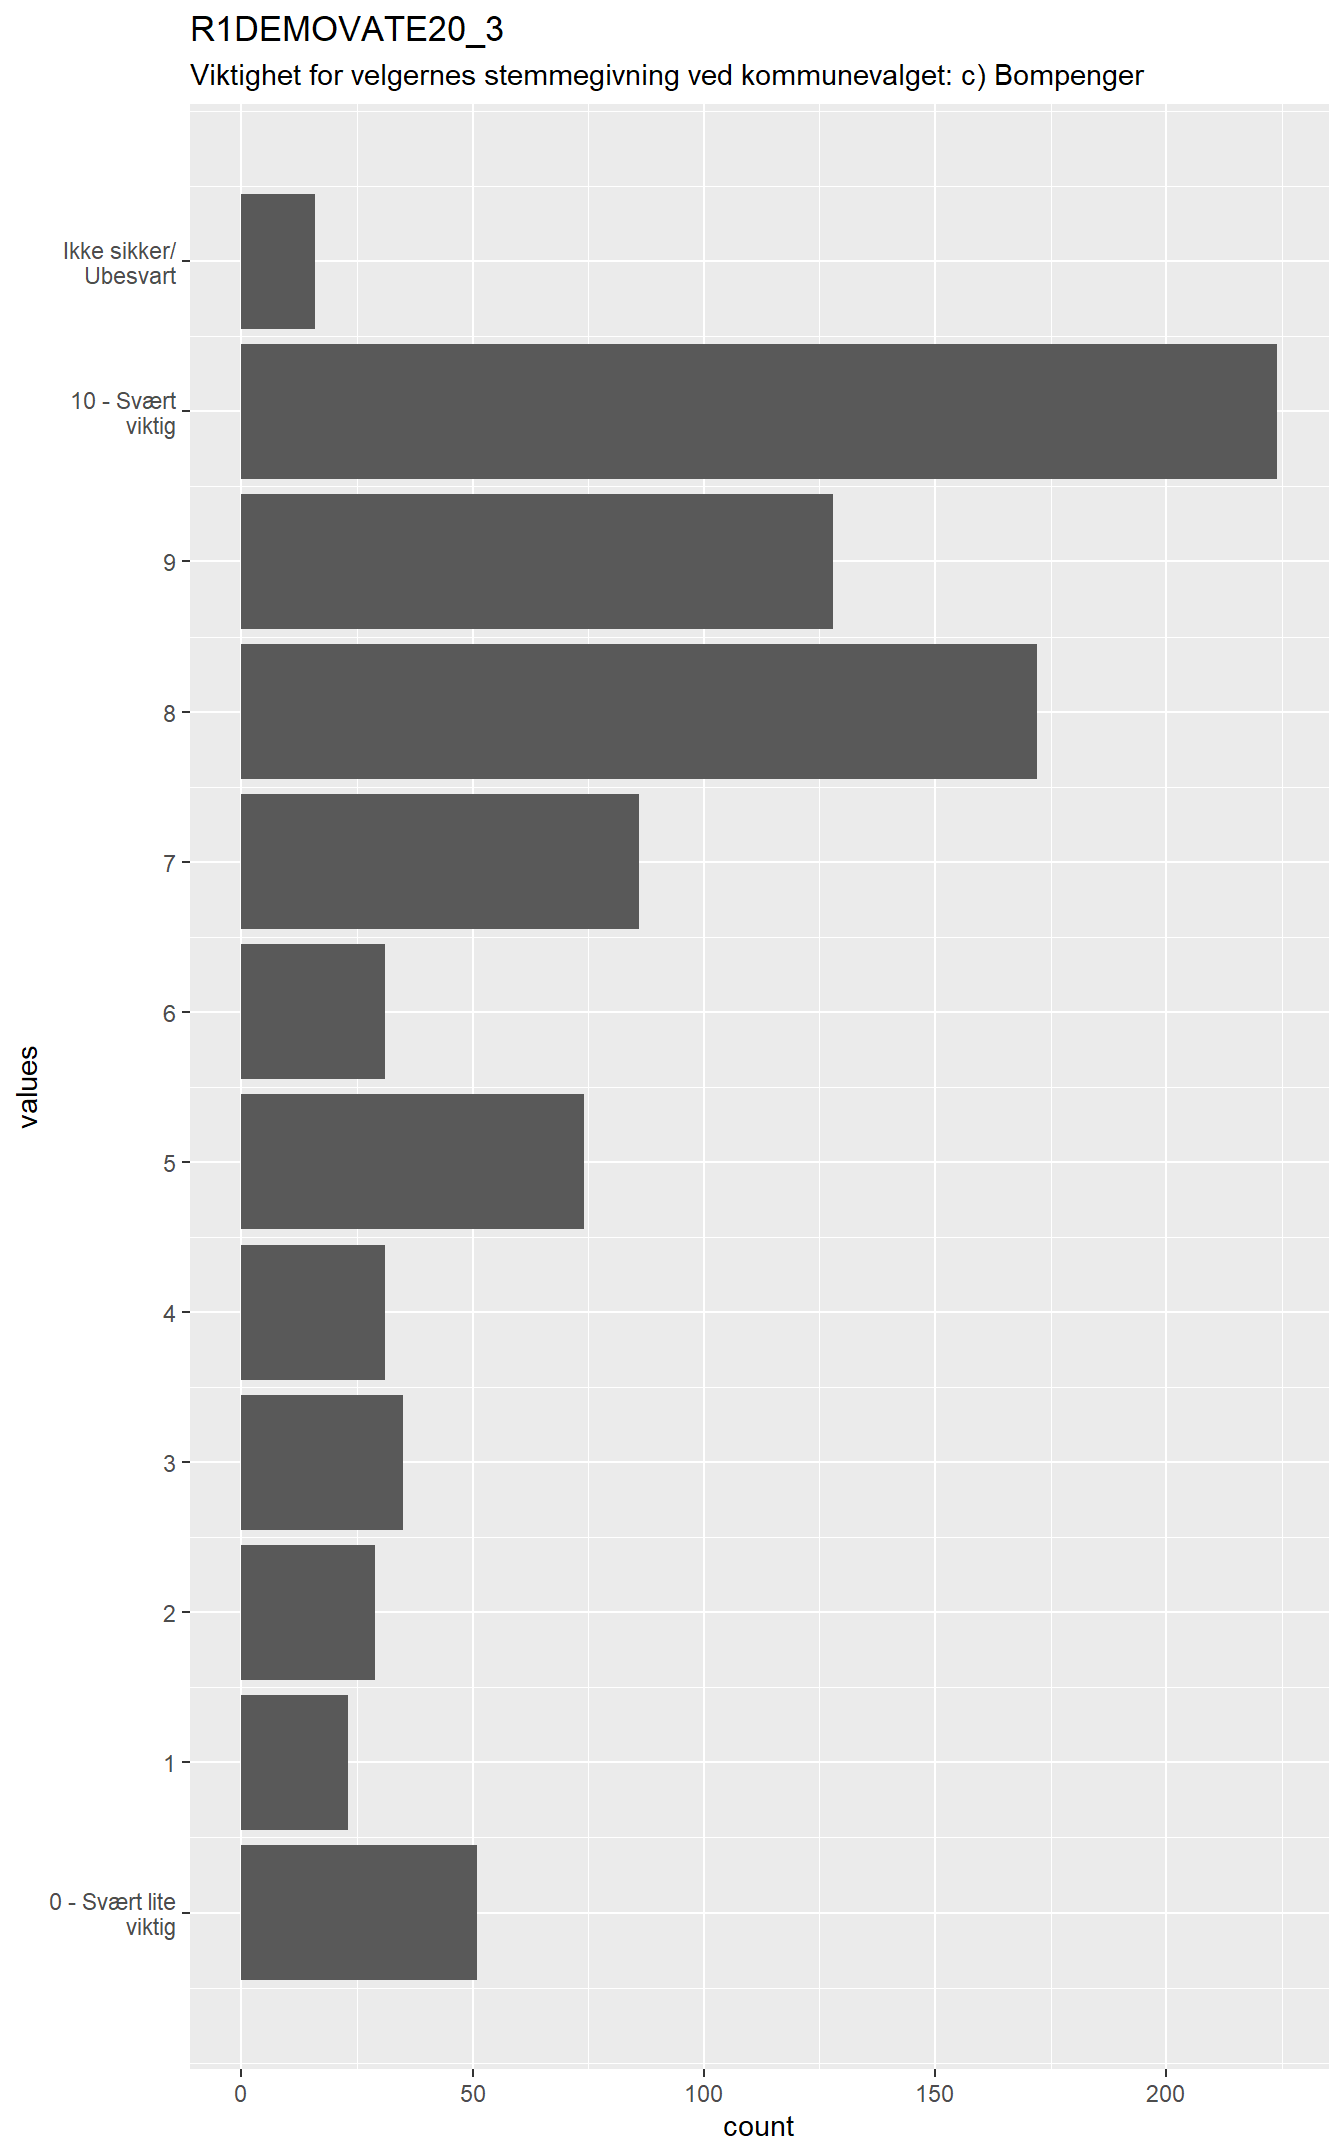 R1DEMOVATE20_3
Viktighet for velgernes stemmegivning ved kommunevalget: c) Bompenger
Ikke sikker/
Ubesvart
10 - Svært
viktig
9
8
7
6
5
4
3
2
1
0 - Svært lite
viktig
values
0 50 100 150 200
count